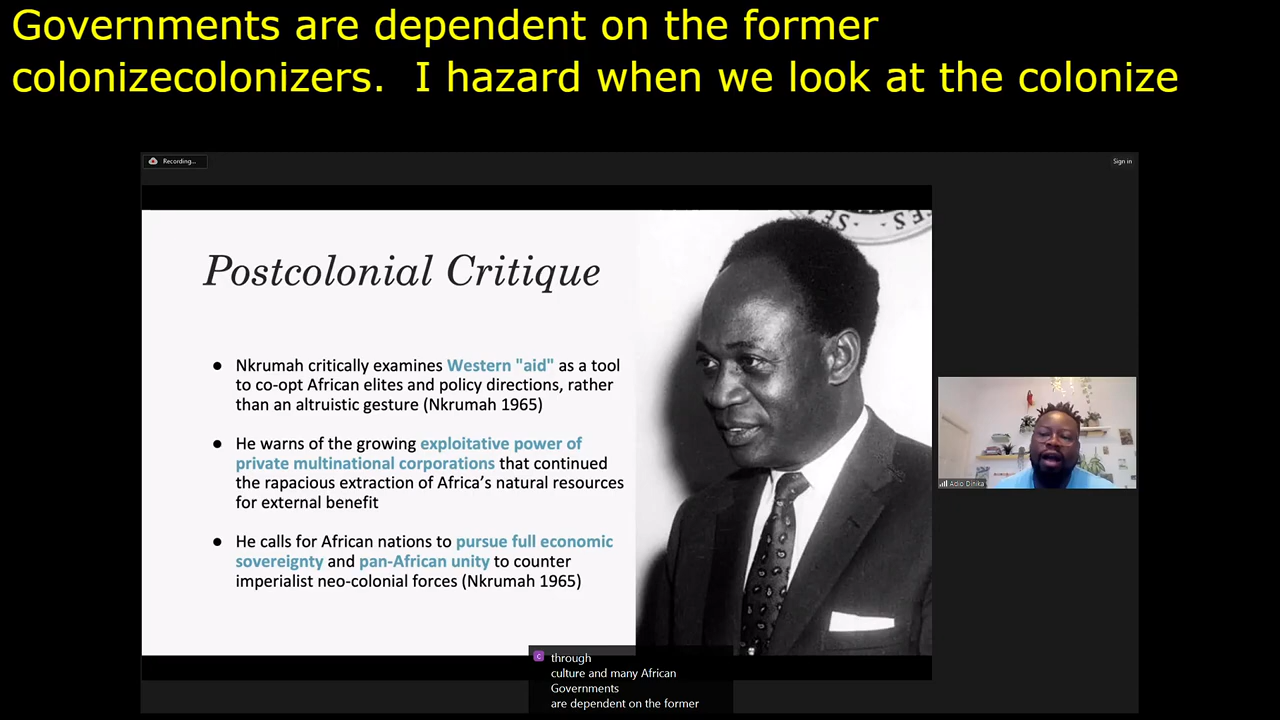 Governments are dependent on the former
colonizecolonizers.  I hazard when we look at the colonize
Recording...
Sign in
SES
Postcolonial Critique
● Nkrumah critically examines Western "aid" as a tool
to co-opt African elites and policy directions, rather
than an altruistic gesture (Nkrumah 1965)
● He warns of the growing exploitative power of
private multinational corporations that continued
the rapacious extraction of Africa’s natural resources
for external benefit
● He calls for African nations to pursue full economic
sovereignty and pan-African unity to counter
imperialist neo-colonial forces (Nkrumah 1965)
Adio Dinika
C through
culture and many African
Governments
are dependent on the former